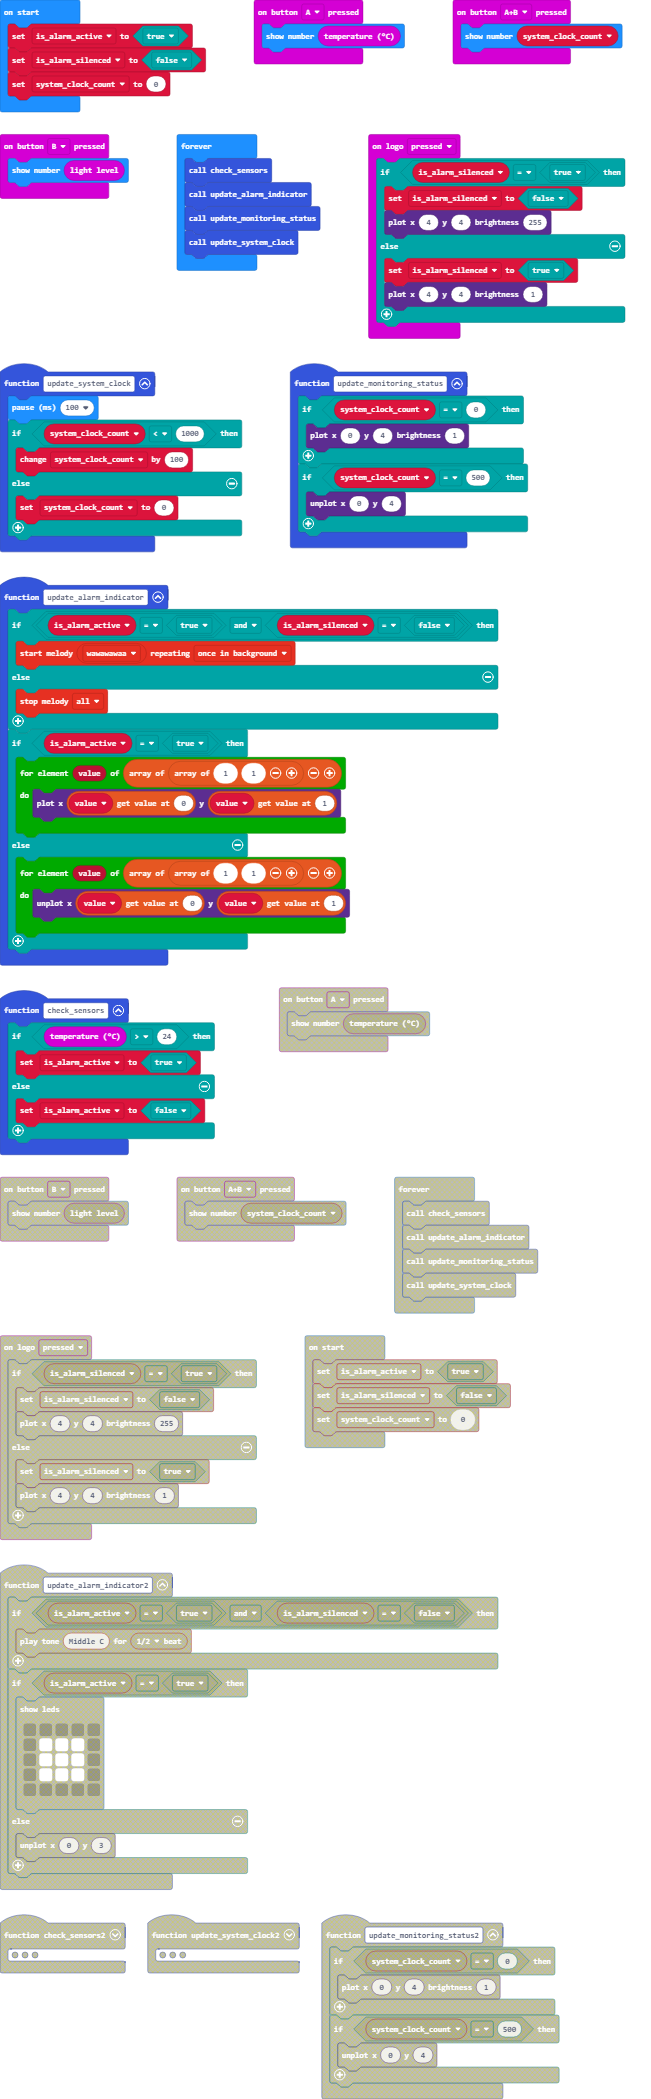 on start
set is_alarm_active to true
set is_alarm_silenced to false
set system_clock_count to 0
on button A pressed
show number temperature (°C)
on button A+B pressed
show number system_clock_count
on button B pressed
show number light level
forever
call check_sensors
call update_alarm_indicator
call update_monitoring_status
call update_system_clock
on logo pressed
if is_alarm_silenced = true then
set is_alarm_silenced to false
plot x 4 y 4 brightness 255
else
set is_alarm_silenced to true
plot x 4 y 4 brightness 1
function update_system_clock
pause (ms) 100
if system_clock_count < 1000 then
change system_clock_count by 100
else
set system_clock_count to 0
function update_monitoring_status
if system_clock_count = 0 then
plot x 0 y 4 brightness 1
if system_clock_count = 500 then
unplot x 0 y 4
function update_alarm_indicator
if is_alarm_active = true and is_alarm_silenced = false then
start melody wawawawaa repeating once in background
else
stop melody all
if is_alarm_active = true then
for element value of array of array of 1 1
do plot x value get value at 0 y value get value at 1
else
for element value of array of array of 1 1
do unplot x value get value at 0 y value get value at 1
function check_sensors
if temperature (°C) > 24 then
set is_alarm_active to true
else
set is_alarm_active to false
on button A pressed
show number temperature (°C)
on button B pressed
show number light level
on button A+B pressed
show number system_clock_count
forever
call check_sensors
call update_alarm_indicator
call update_monitoring_status
call update_system_clock
on logo pressed
if is_alarm_silenced = true then
set is_alarm_silenced to false
plot x 4 y 4 brightness 255
else
set is_alarm_silenced to true
plot x 4 y 4 brightness 1
on start
set is_alarm_active to true
set is_alarm_silenced to false
set system_clock_count to 0
function update_alarm_indicator2
if is_alarm_active = true and is_alarm_silenced = false then
play tone Middle C for 1/2 beat
if is_alarm_active = true then
show leds
else
unplot x 0 y 3
function check_sensors2
function update_system_clock2
function update_monitoring_status2
if system_clock_count = 0 then
plot x 0 y 4 brightness 1
if system_clock_count = 500 then
unplot x 0 y 4